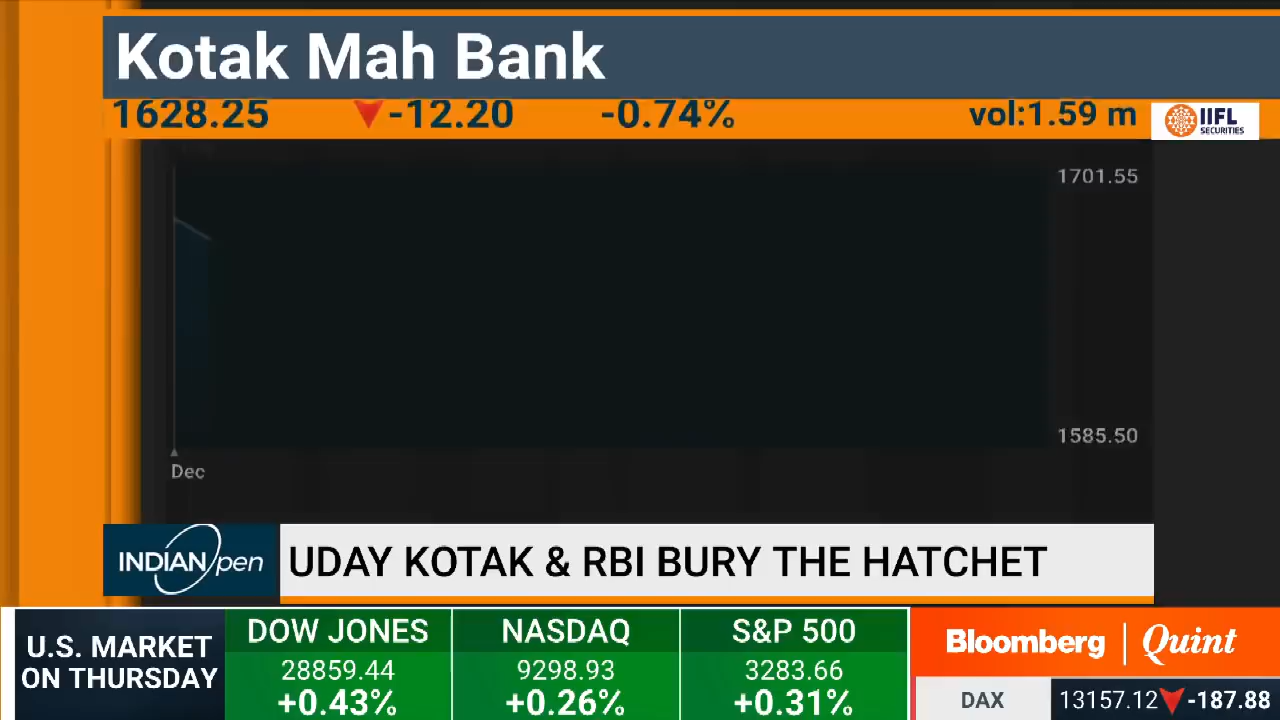 Kotak Mah Bank
1628.25 -12.20 -0.74% vol:1.59 m
IIFL
SECURITIES
1701.55
1585.50
Dec
INDIAN Open
UDAY KOTAK & RBI BURY THE HATCHET
U.S. MARKET
ON THURSDAY
DOW JONES
28859.44
+0.43%
NASDAQ
9298.93
+0.26%
S&P 500
3283.66
+0.31%
Bloomberg | Quint
DAX 13157.12 -187.88